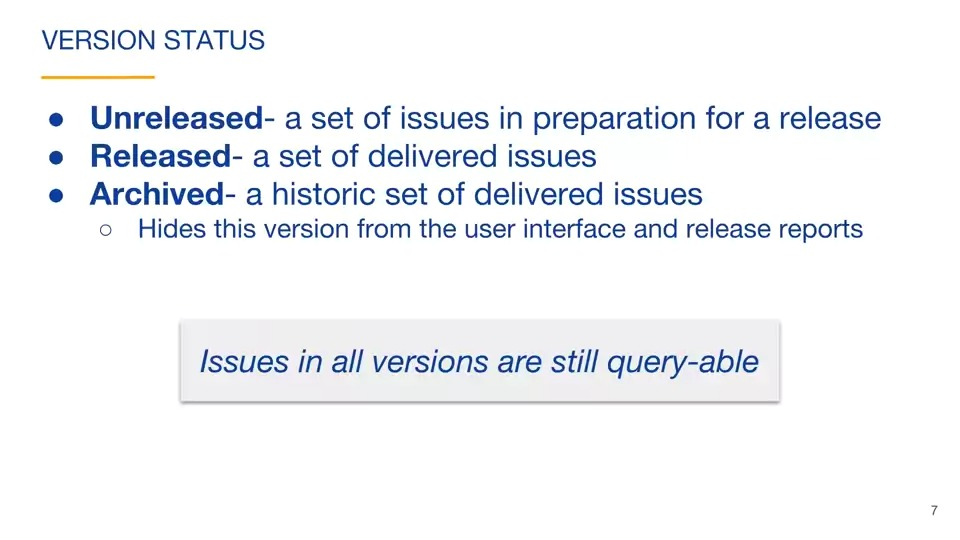 VERSION STATUS
● Unreleased- a set of issues in preparation for a release
● Released- a set of delivered issues
● Archived- a historic set of delivered issues
○ Hides this version from the user interface and release reports
Issues in all versions are still query-able
7